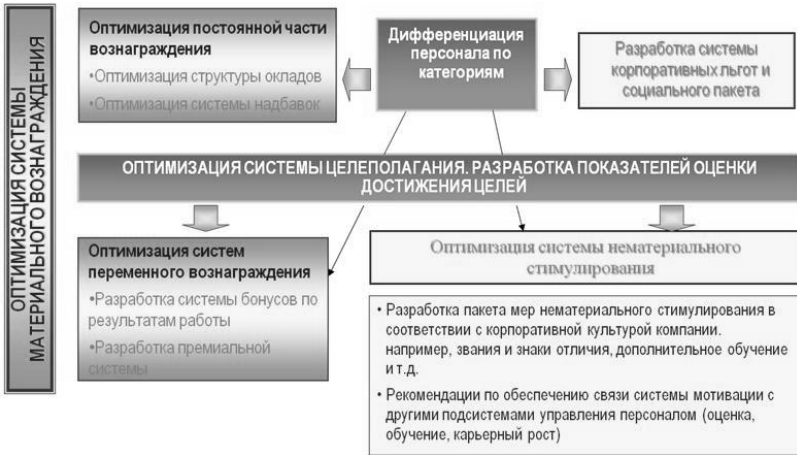 ОПТИМИЗАЦИЯ СИСТЕМЫ
МАТЕРИАЛЬНОГО ВОЗНАГРАЖДЕНИЯ
Оптимизация постоянной части
вознаграждения
•Оптимизация структуры окладов
•Оптимизация системы надбавок
Дифференциация
персонала по
категориям
Разработка системы
корпоративных льгот и
социального пакета
ОПТИМИЗАЦИЯ СИСТЕМЫ ЦЕЛЕПОЛАГАНИЯ. РАЗРАБОТКА ПОКАЗАТЕЛЕЙ ОЦЕНКИ
ДОСТИЖЕНИЯ ЦЕЛЕЙ
Оптимизация систем
переменного вознаграждения
•Разработка системы бонусов по
результатам работы
•Разработка премиальной
системы
Оптимизация системы нематериального
стимулирования
• Разработка пакета мер нематериального стимулирования в
соответствии с корпоративной культурой компании.
например, звания и знаки отличия, дополнительное обучение
и т.д.
• Рекомендации по обеспечению связи системы мотивации с
другими подсистемами управления персоналом (оценка,
обучение, карьерный рост)